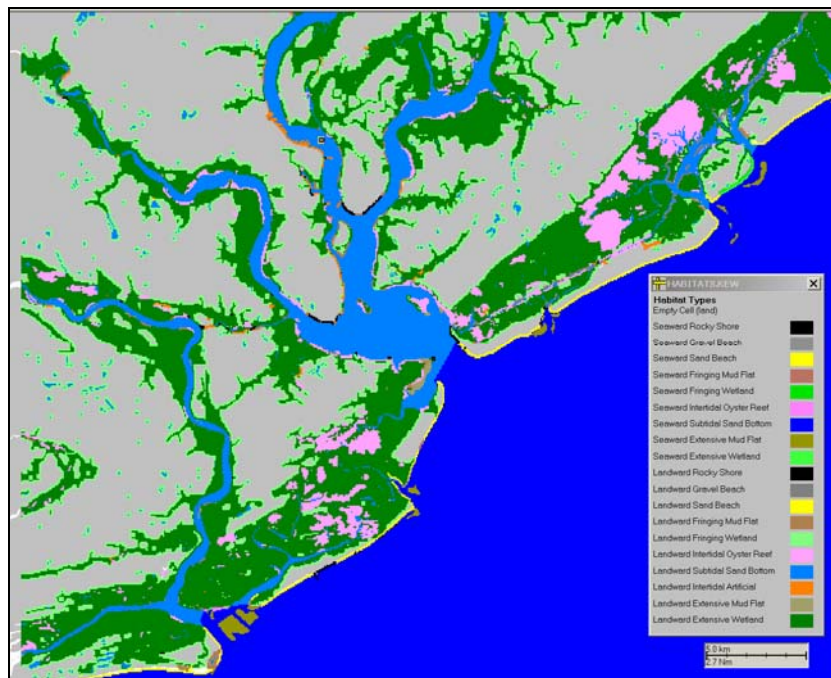 HABITATS.KEW
Habitat Types
Empty Cell (land)
Seaward Rocky Shore
Seaward Gravel Beach
Seaward Sand Beach
Seaward Fringing Mud Flat
Seaward Fringing Wetland
Seaward Intertidal Oyster Reef
Seaward Subtidal Sand Bottom
Seaward Extensive Mud Flat
Seaward Extensive Wetland
Landward Rocky Shore
Landward Gravel Beach
Landward Sand Beach
Landward Fringing Mud Flat
Landward Fringing Wetland
Landward Intertidal Oyster Reef
Landward Subtidal Sand Bottom
Landward Intertidal Artificial
Landward Extensive Mud Flat
Landward Extensive Wetland
5.0 km
2.7 Nm